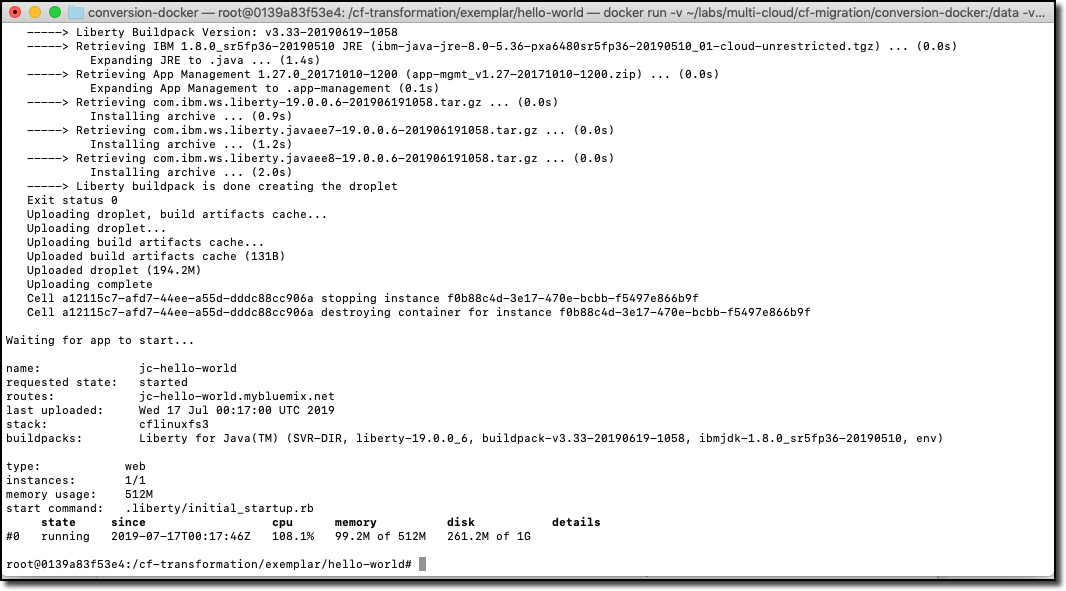 conversion-docker — root@0139a83f53e4: /cf-transformation/exemplar/hello-world — docker run -v ~/labs/multi-cloud/cf-migration/conversion-docker:/data -v...
-----> Liberty Buildpack Version: v3.33-20190619-1058
-----> Retrieving IBM 1.8.0_sr5fp36-20190510 JRE (ibm-java-jre-8.0-5.36-pxa6480sr5fp36-20190510_01-cloud-unrestricted.tgz) ... (0.0s)
Expanding JRE to .java ... (1.4s)
-----> Retrieving App Management 1.27.0_20171010-1200 (app-mgmt_v1.27-20171010-1200.zip) ... (0.0s)
Expanding App Management to .app-management (0.1s)
-----> Retrieving com.ibm.ws.liberty-19.0.0.6-201906191058.tar.gz ... (0.0s)
Installing archive ... (0.9s)
-----> Retrieving com.ibm.ws.liberty.javaee7-19.0.0.6-201906191058.tar.gz ... (0.0s)
Installing archive ... (1.2s)
-----> Retrieving com.ibm.ws.liberty.javaee8-19.0.0.6-201906191058.tar.gz ... (0.0s)
Installing archive ... (2.0s)
-----> Liberty buildpack is done creating the droplet
Exit status 0
Uploading droplet, build artifacts cache...
Uploading droplet...
Uploading build artifacts cache...
Uploaded build artifacts cache (131B)
Uploaded droplet (194.2M)
Uploading complete
Cell a12115c7-afd7-44ee-a55d-dddc88cc906a stopping instance f0b88c4d-3e17-470e-bcbb-f5497e866b9f
Cell a12115c7-afd7-44ee-a55d-dddc88cc906a destroying container for instance f0b88c4d-3e17-470e-bcbb-f5497e866b9f
Waiting for app to start...
name: jc-hello-world
requested state: started
routes: jc-hello-world.mybluemix.net
last uploaded: Wed 17 Jul 00:17:00 UTC 2019
stack: cflinuxfs3
buildpacks: Liberty for Java(TM) (SVR-DIR, liberty-19.0.0_6, buildpack-v3.33-20190619-1058, ibmjdk-1.8.0_sr5fp36-20190510, env)
type: web
instances: 1/1
memory usage: 512M
start command: .liberty/initial_startup.rb
state since cpu memory disk details
#0 running 2019-07-17T00:17:46Z 108.1% 99.2M of 512M 261.2M of 1G
root@0139a83f53e4:/cf-transformation/exemplar/hello-world#